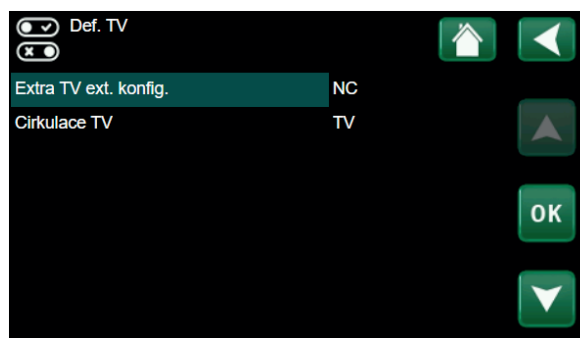 Def. TV
Extra TV ext. konfig. NC
Cirkulace TV TV
OK